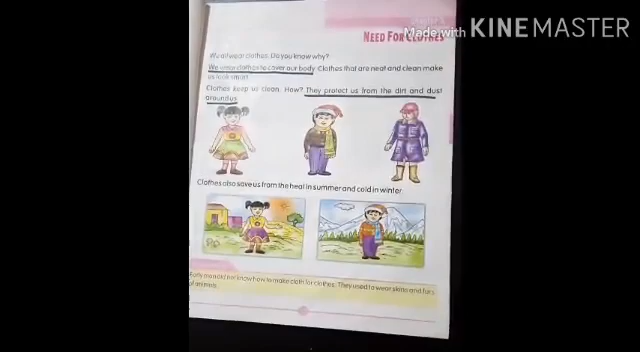 Made with KINEMASTER
NEED FOR CLOTHES
We all wear clothes. Do you know why?
We wear clothes to cover our body. Clothes that are neat and clean make
us look smart.
Clothes keep us clean. How? They protect us from the dirt and dust
around us.
Clothes also save us from the heat in summer and cold in winter.
Early man did not know how to make cloth for clothes. They used to wear skins and furs
of animals.